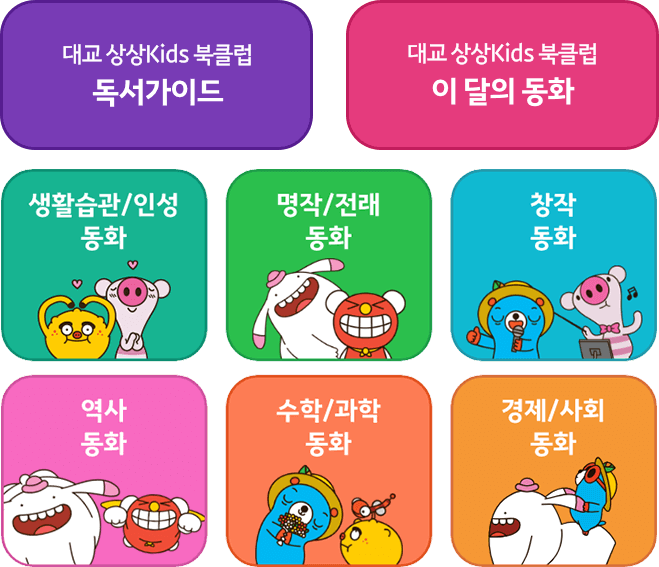 대교 상상Kids 북클럽
독서가이드
대교 상상Kids 북클럽
이 달의 동화
생활습관/인성
동화
명작/전래
동화
창작
동화
역사
동화
수학/과학
동화
경제/사회
동화